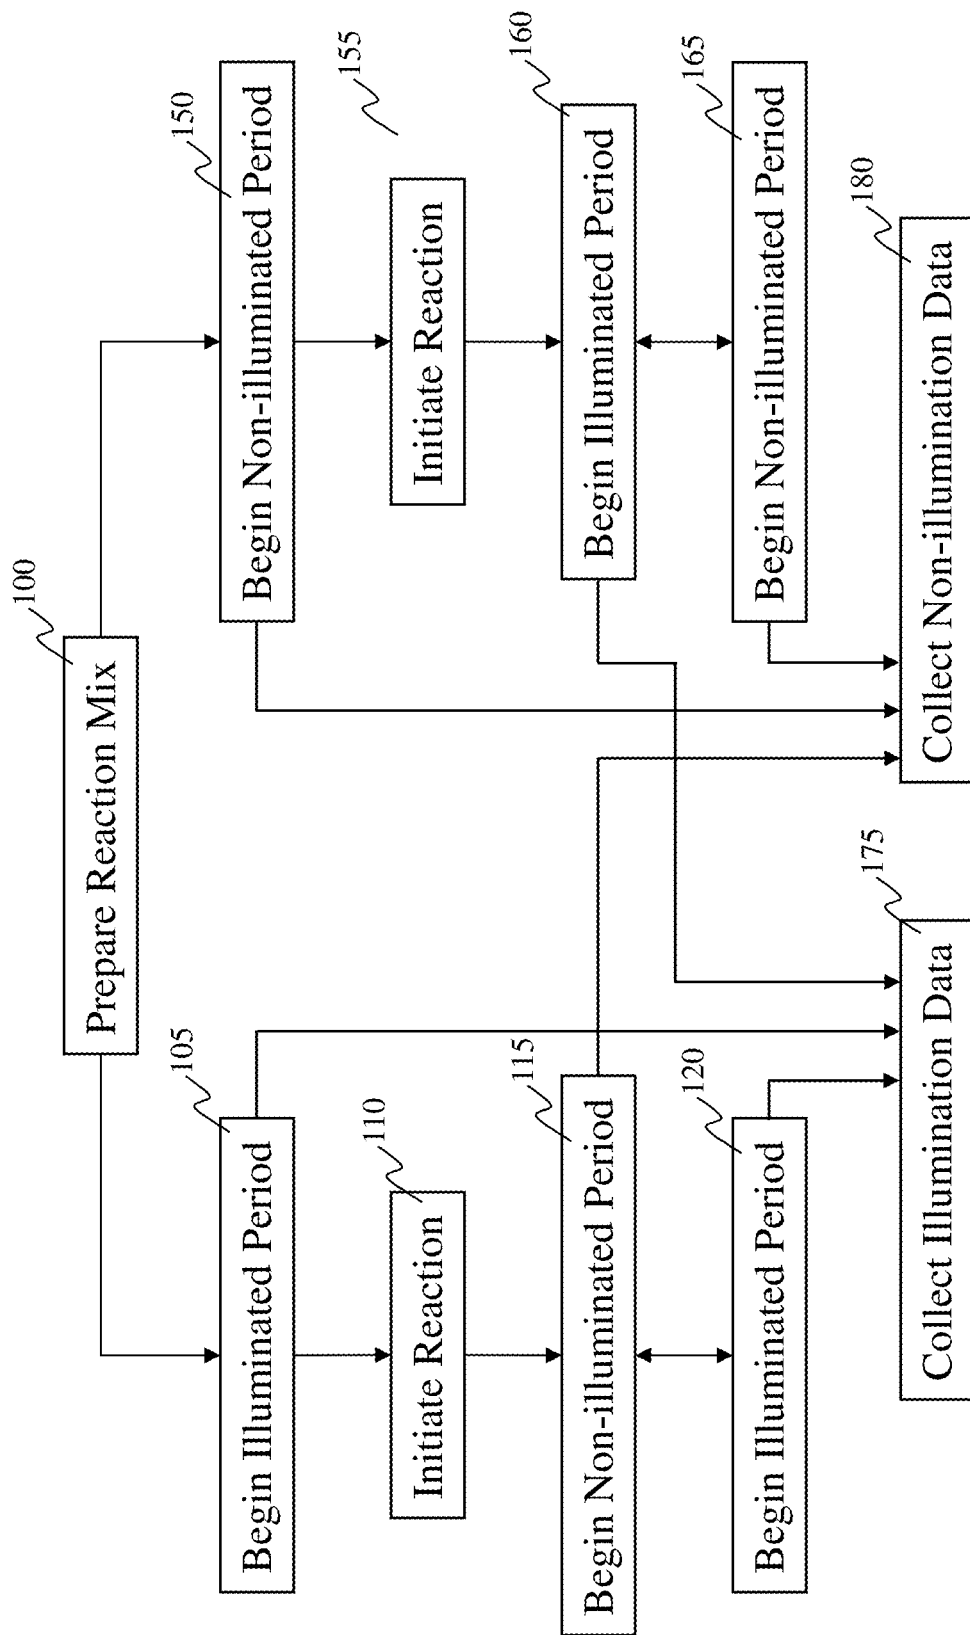 100
Prepare Reaction Mix
105
Begin Illuminated Period
150
Begin Non-illuminated Period
110
Initiate Reaction
155
Initiate Reaction
115
Begin Non-illuminated Period
160
Begin Illuminated Period
120
Begin Illuminated Period
165
Begin Non-illuminated Period
175
Collect Illumination Data
180
Collect Non-illumination Data